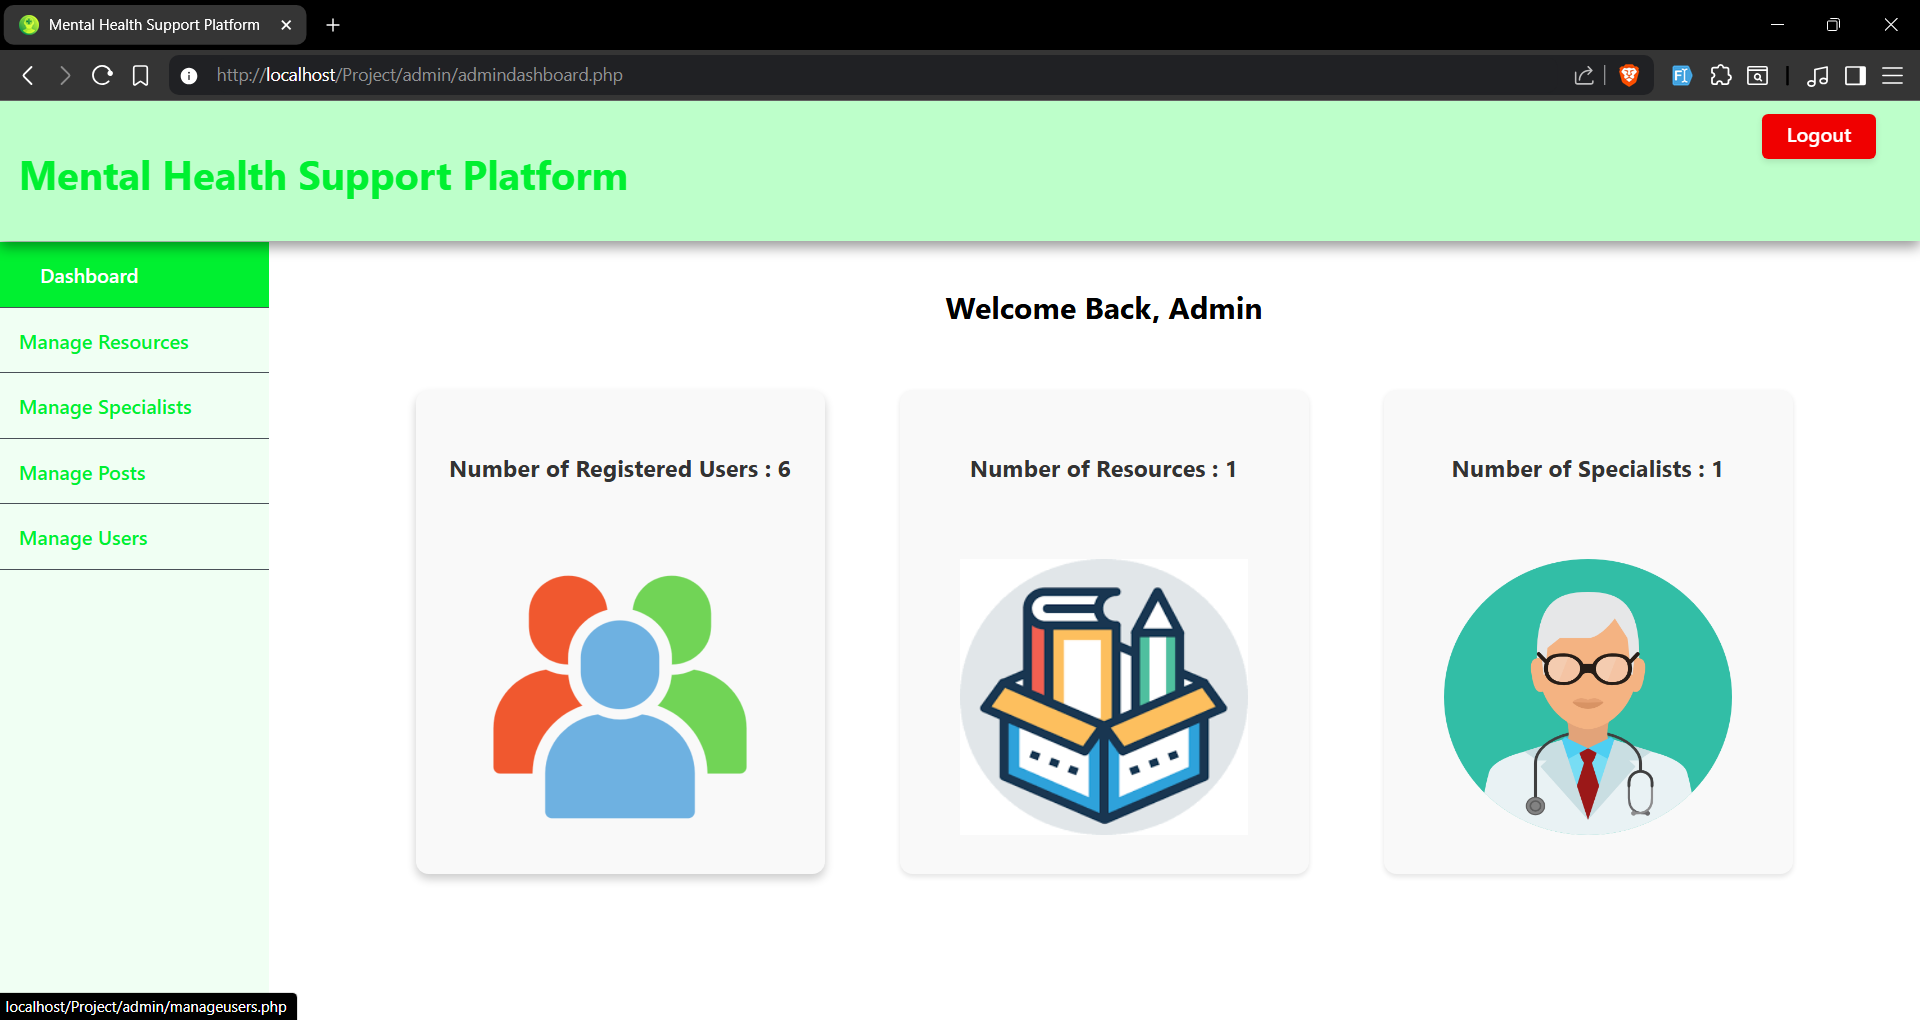 Mental Health Support Platform
http://localhost/Project/admin/admindashboard.php
Logout
Mental Health Support Platform
Dashboard
Manage Resources
Manage Specialists
Manage Posts
Manage Users
Welcome Back, Admin
Number of Registered Users : 6
Number of Resources : 1
Number of Specialists : 1
localhost/Project/admin/manageusers.php